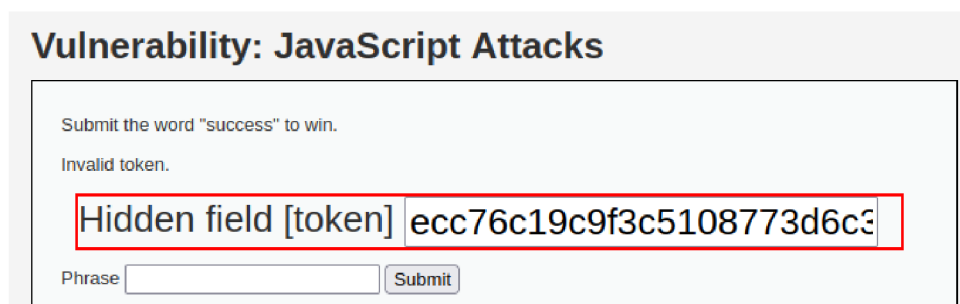 Vulnerability: JavaScript Attacks
Submit the word "success" to win.
Invalid token.
Hidden field [token] ecc76c19c9f3c5108773d6c3
Phrase Submit